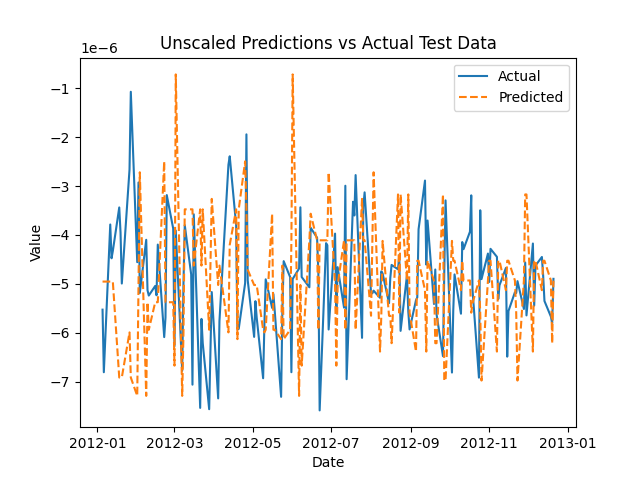 Unscaled Predictions vs Actual Test Data
1e−6
Actual
Predicted
−1
−2
−3
−4
−5
−6
−7
Value
2012-01 2012-03 2012-05 2012-07 2012-09 2012-11 2013-01
Date